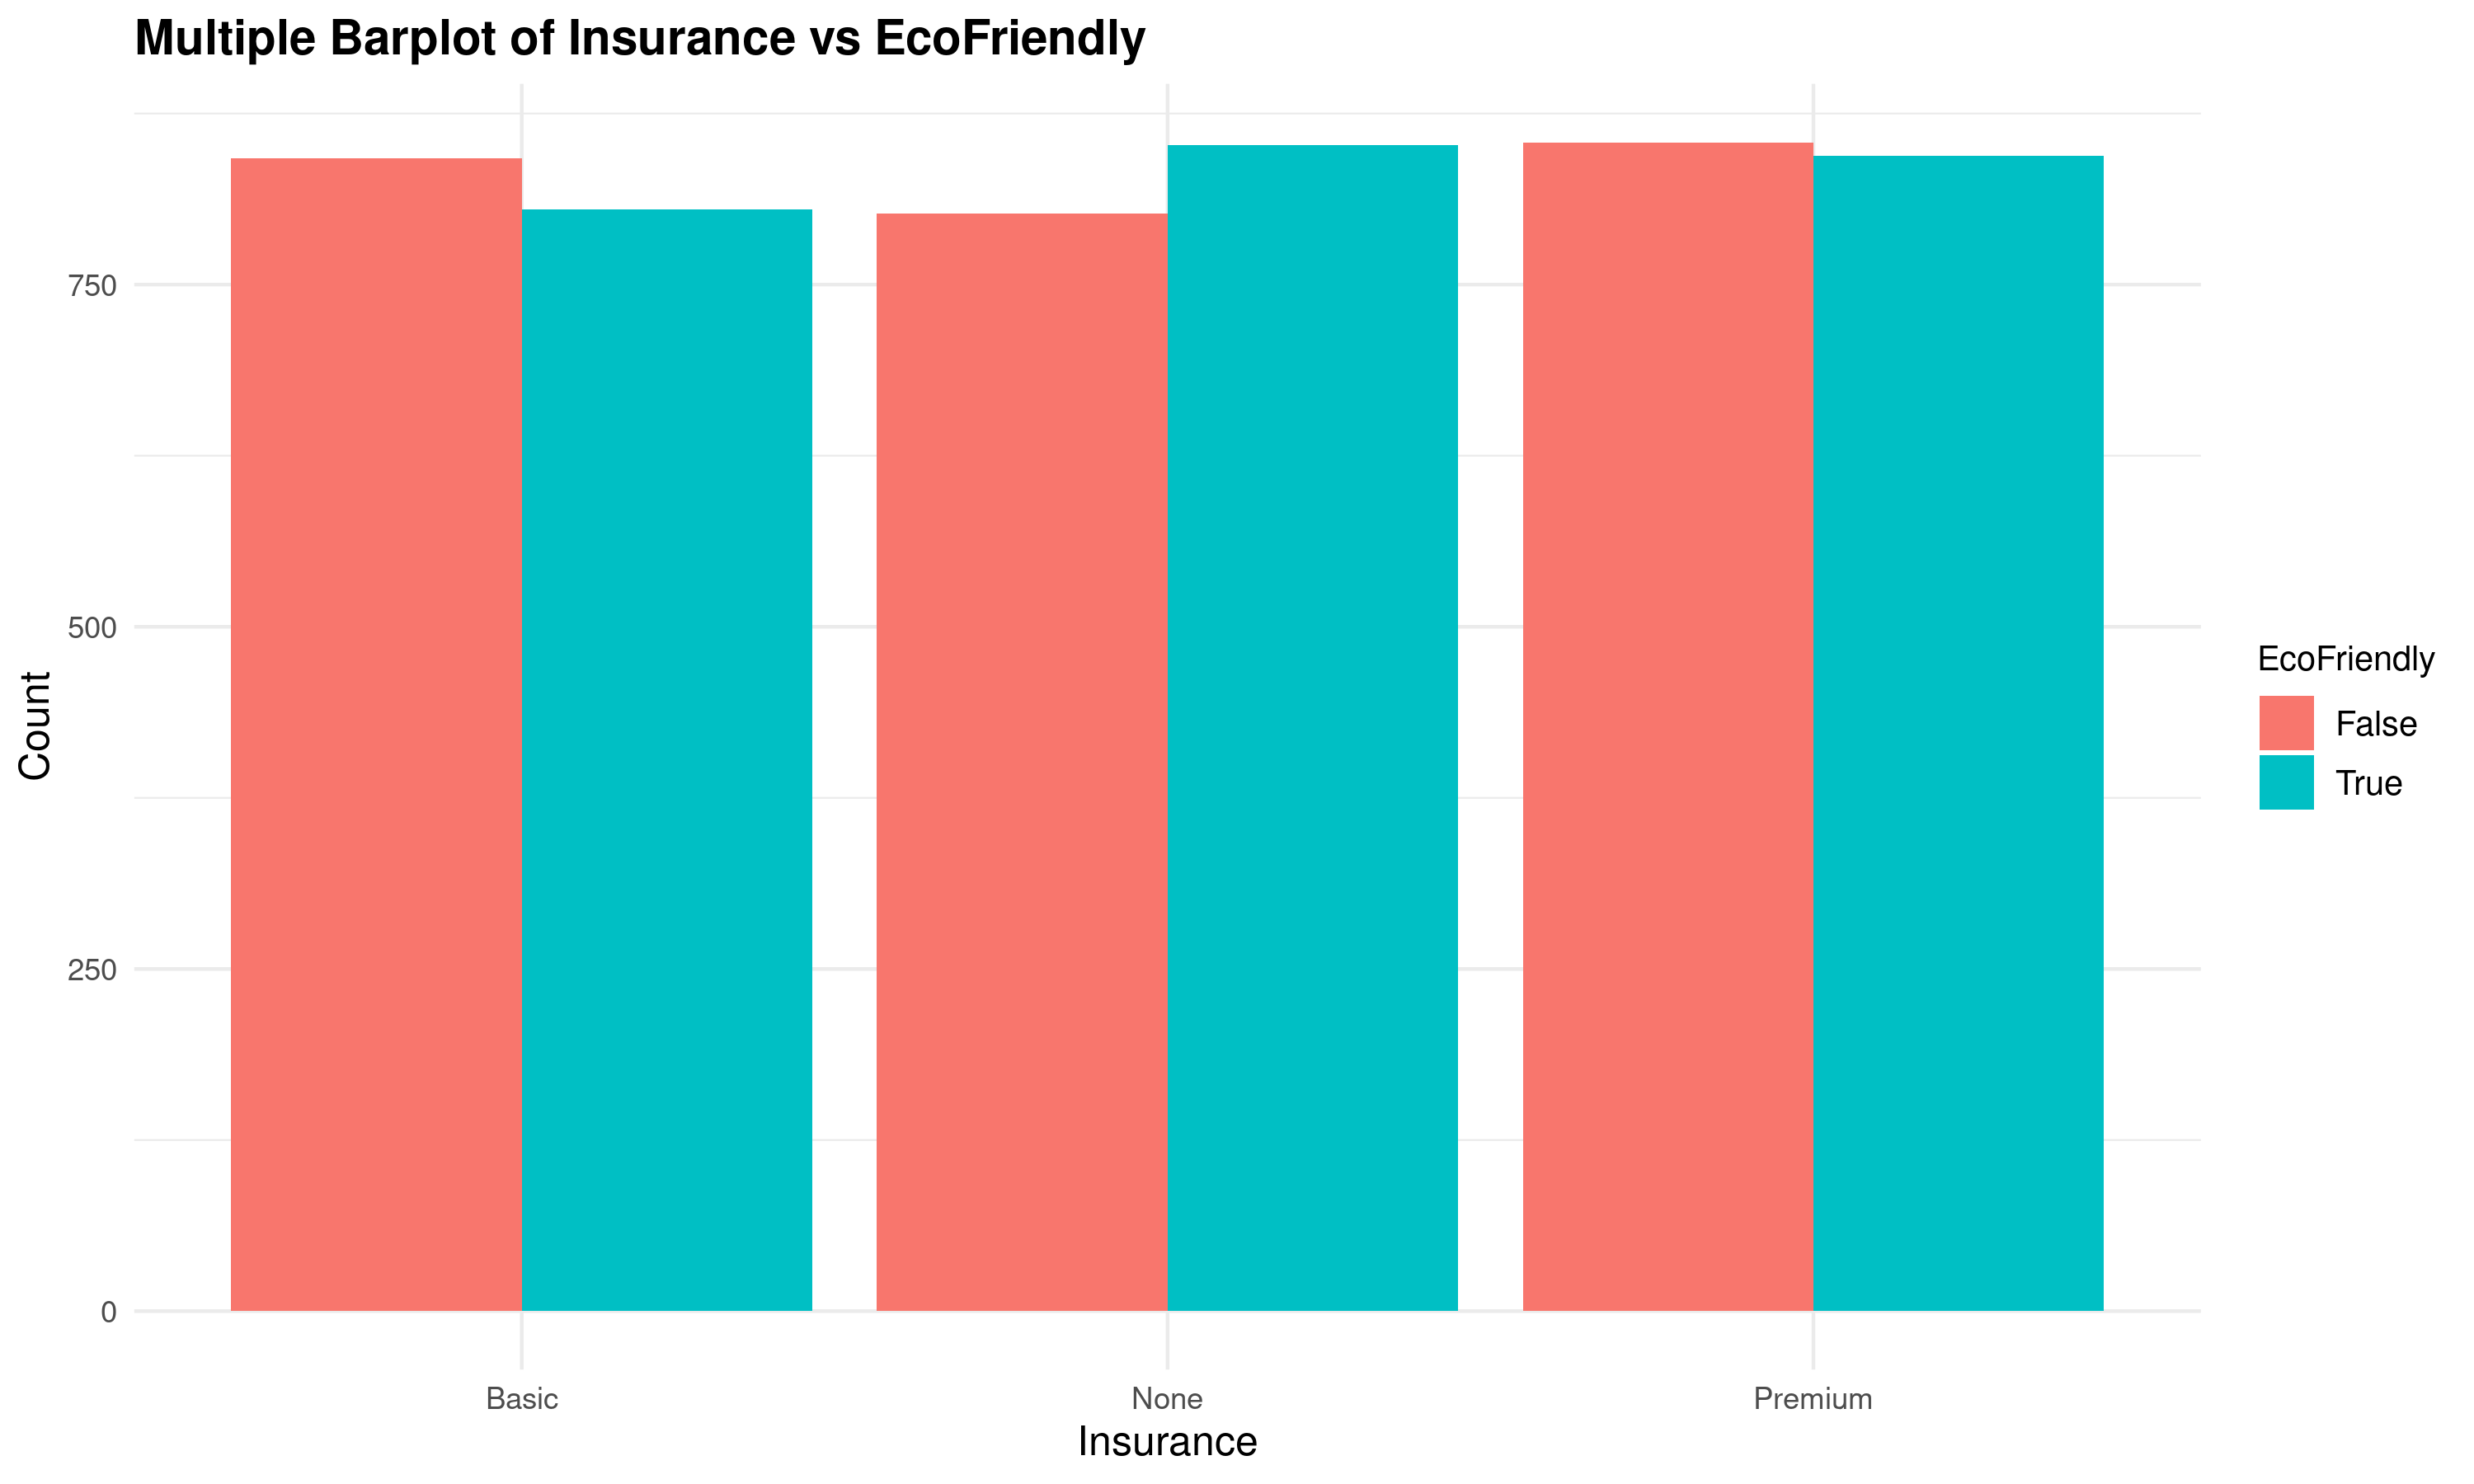 Multiple Barplot of Insurance vs EcoFriendly
Count
750
500
250
0
Basic
None
Premium
Insurance
EcoFriendly
False
True